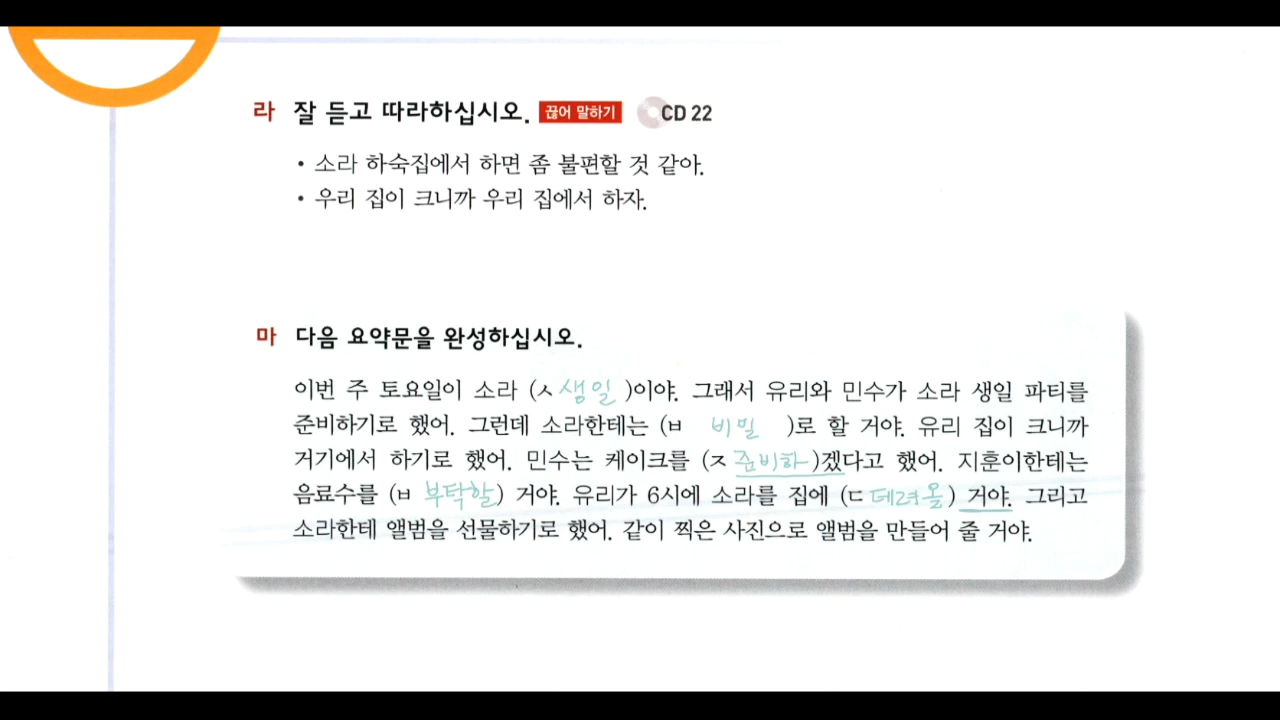 라 잘 듣고 따라하십시오. 끊어 말하기 CD 22
• 소라 하숙집에서 하면 좀 불편할 것 같아.
• 우리 집이 크니까 우리 집에서 하자.
마 다음 요약문을 완성하십시오.
이번 주 토요일이 소라 (ㅅ 생일 )이야. 그래서 유리와 민수가 소라 생일 파티를
준비하기로 했어. 그런데 소라한테는 (ㅂ 비밀 )로 할 거야. 유리 집이 크니까
거기에서 하기로 했어. 민수는 케이크를 (ㅈ 준비하 )겠다고 했어. 지훈이한테는
음료수를 (ㅂ 부탁할) 거야. 유리가 6시에 소라를 집에 (ㄷ 데려올) 거야. 그리고
소라한테 앨범을 선물하기로 했어. 같이 찍은 사진으로 앨범을 만들어 줄 거야.